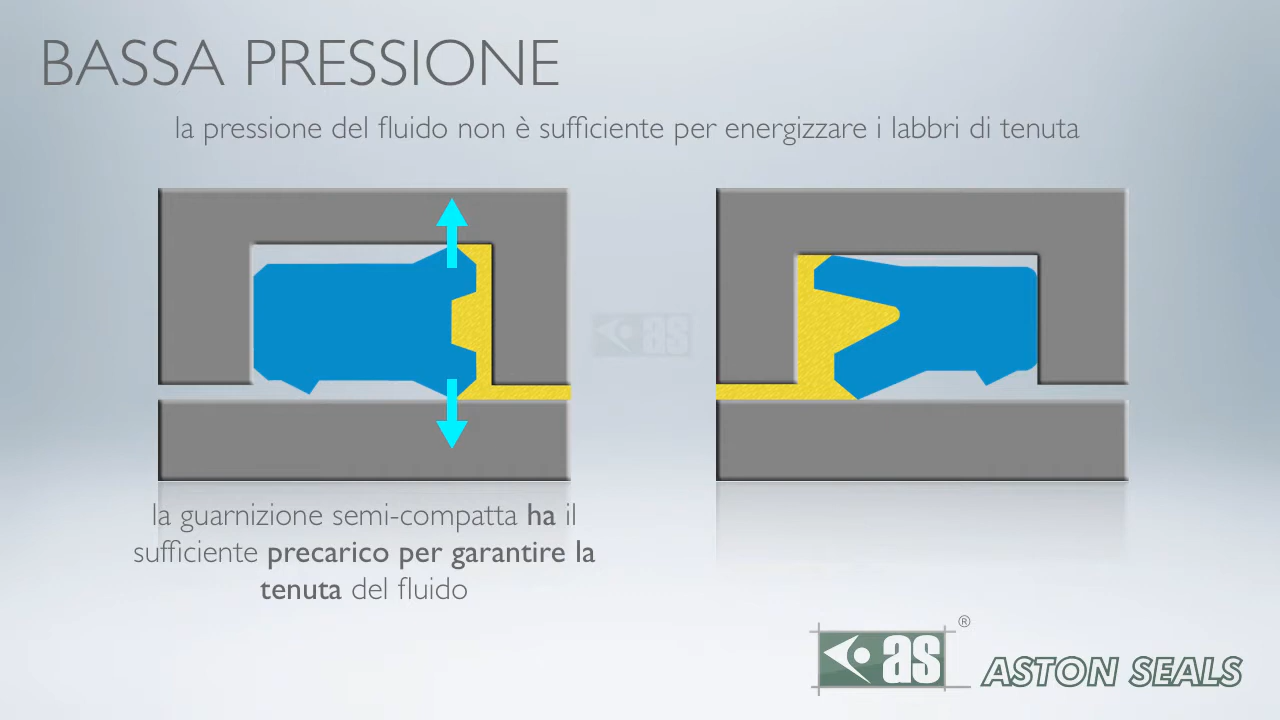 BASSA PRESSIONE
la pressione del fluido non è sufficiente per energizzare i labbri di tenuta
as
la guarnizione semi-compatta ha il
sufficiente precarico per garantire la
tenuta del fluido
as ®
ASTON SEALS